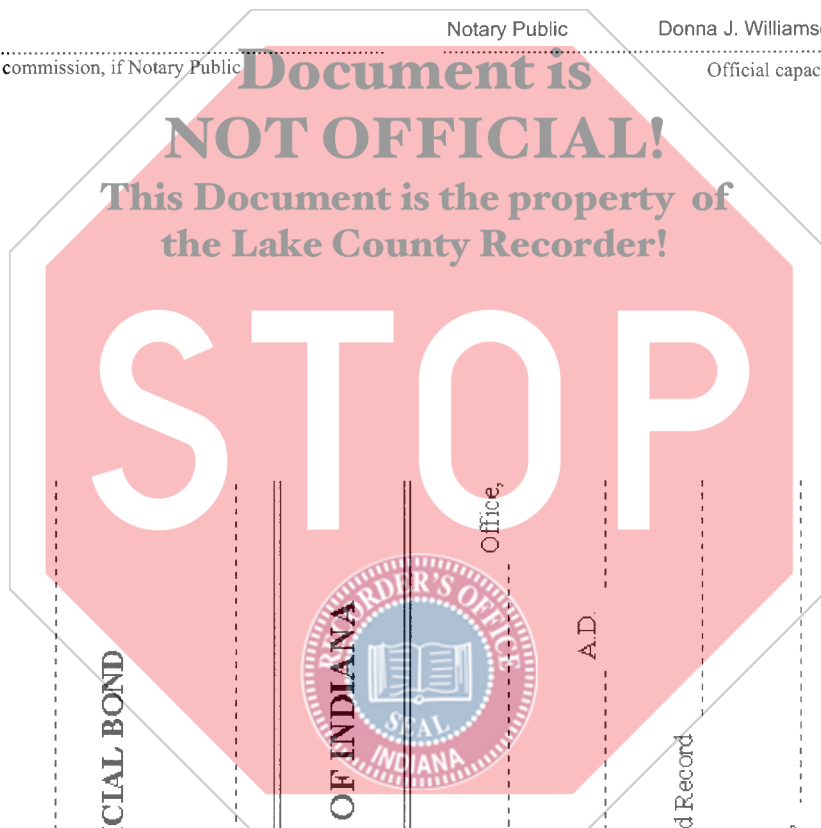 Notary Public Donna J. Williams
commission, if Notary Public
Official capac
Document is
NOT OFFICIAL!
This Document is the property of
the Lake County Recorder!
STOP
CIAL BOND
OF INDIANA
Office,
A.D.
d Record
RECORDER'S OFFICE
SEAL
INDIANA